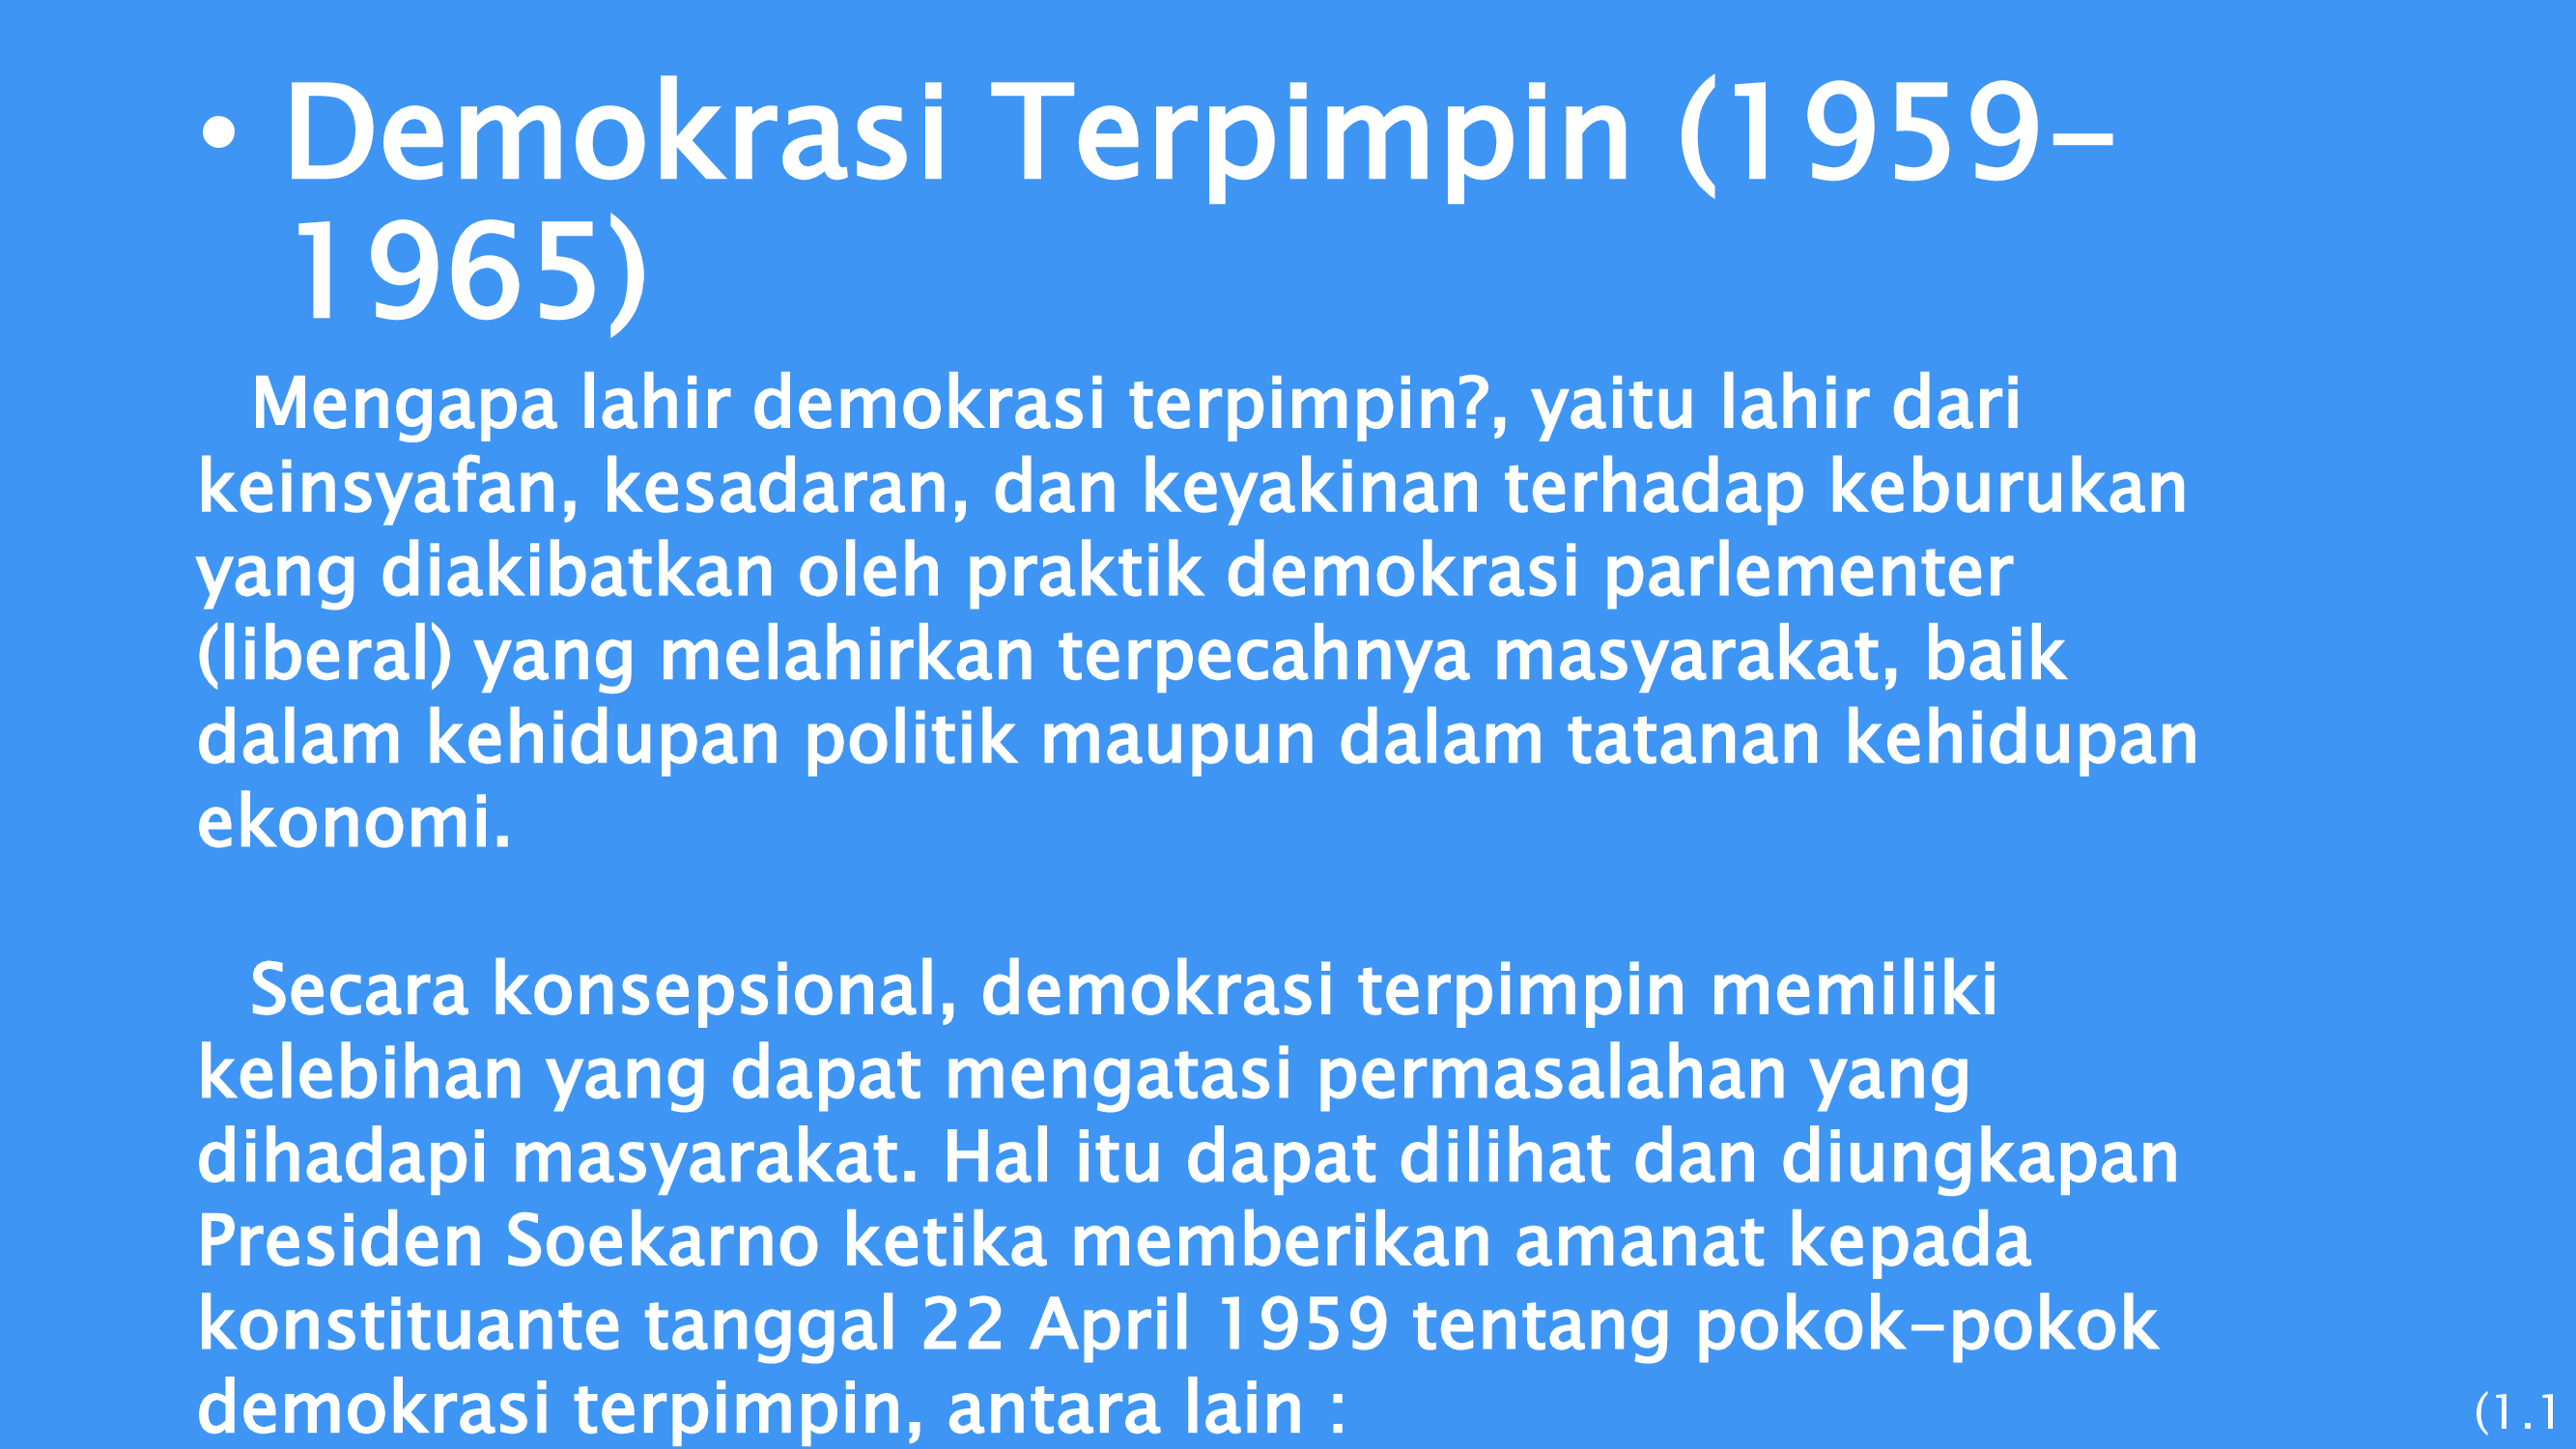 • Demokrasi Terpimpin (1959-
1965)
Mengapa lahir demokrasi terpimpin?, yaitu lahir dari
keinsyafan, kesadaran, dan keyakinan terhadap keburukan
yang diakibatkan oleh praktik demokrasi parlementer
(liberal) yang melahirkan terpecahnya masyarakat, baik
dalam kehidupan politik maupun dalam tatanan kehidupan
ekonomi.
Secara konsepsional, demokrasi terpimpin memiliki
kelebihan yang dapat mengatasi permasalahan yang
dihadapi masyarakat. Hal itu dapat dilihat dan diungkapan
Presiden Soekarno ketika memberikan amanat kepada
konstituante tanggal 22 April 1959 tentang pokok-pokok
demokrasi terpimpin, antara lain :
(1.1